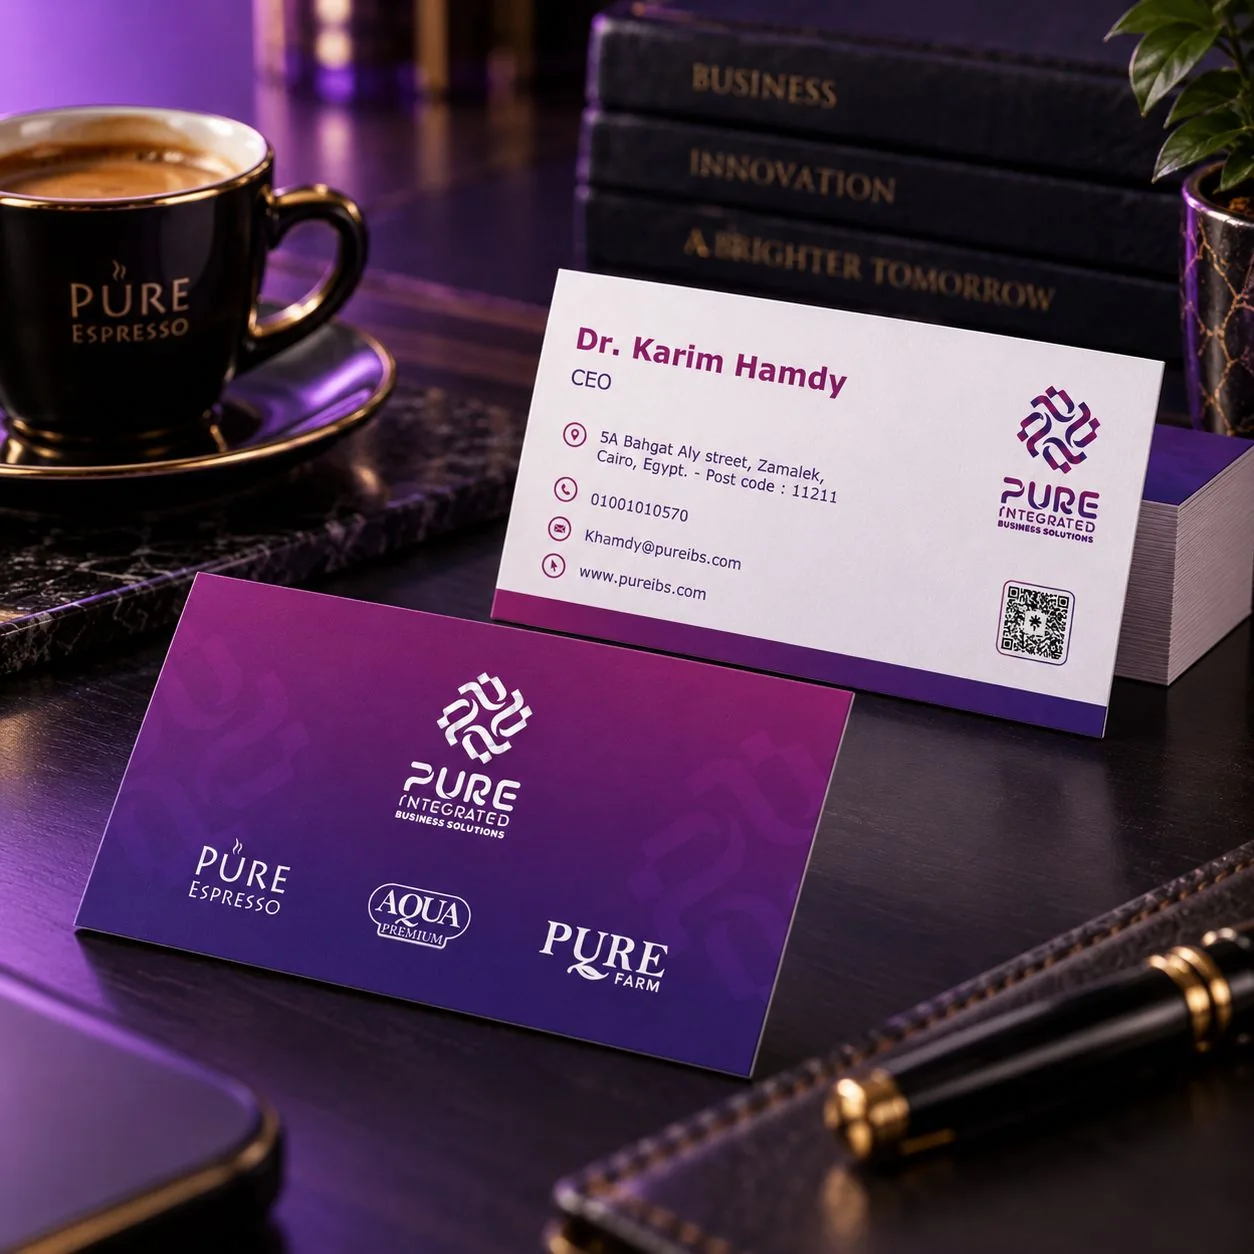 BUSINESS
INNOVATION
A BRIGHTER TOMORROW
PURE
ESPRESSO
Dr. Karim Hamdy
CEO
5A Bahgat Aly street, Zamalek,
Cairo, Egypt. - Post code : 11211
01001010570
Khamdy@pureibs.com
www.pureibs.com
PURE
INTEGRATED
BUSINESS SOLUTIONS
PURE
INTEGRATED
BUSINESS SOLUTIONS
PURE
ESPRESSO
AQUA
PREMIUM
PURE
FARM